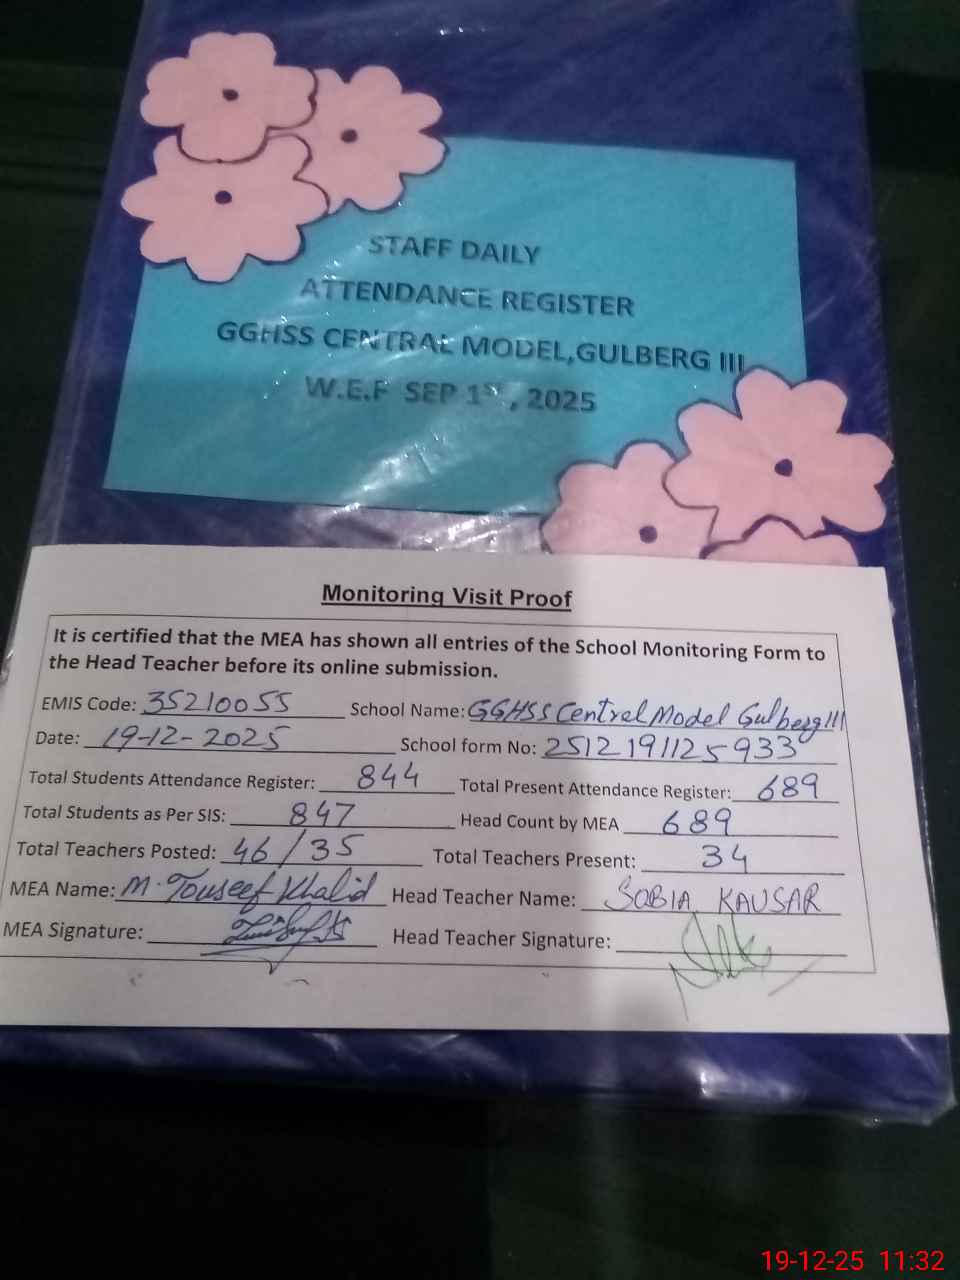 STAFF DAILY
ATTENDANCE REGISTER
GGHSS CENTRAL MODEL,GULBERG III
W.E.F SEP 1ST, 2025
Monitoring Visit Proof
It is certified that the MEA has shown all entries of the School Monitoring Form to
the Head Teacher before its online submission.
EMIS Code: 35210055 School Name: GGHSS Central Model Gulberg III
Date: 19-12-2025 School form No: 2512191125933
Total Students Attendance Register: 844 Total Present Attendance Register: 689
Total Students as Per SIS: 847 Head Count by MEA 689
Total Teachers Posted: 46/35 Total Teachers Present: 34
MEA Name: M. Touseef Khalid Head Teacher Name: SOBIA KAUSAR
MEA Signature: Head Teacher Signature:
19-12-25 11:32